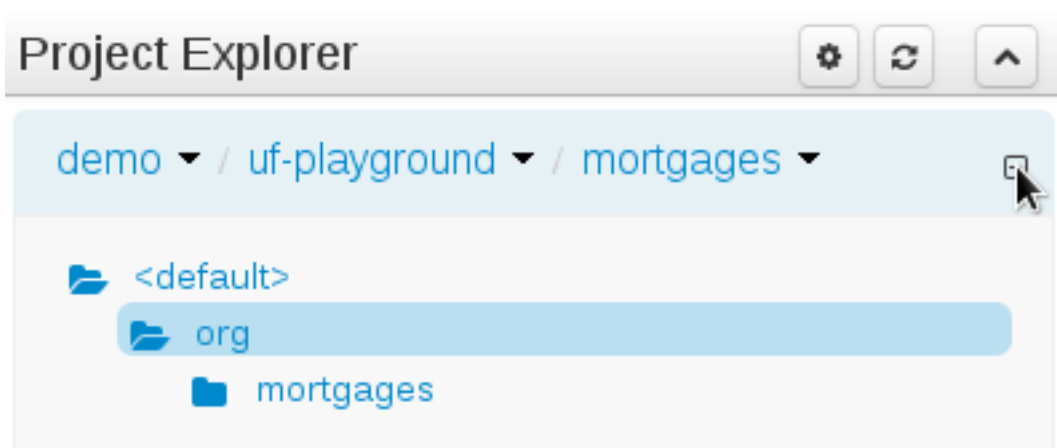 Project Explorer
demo / uf-playground / mortgages
<default>
org
mortgages